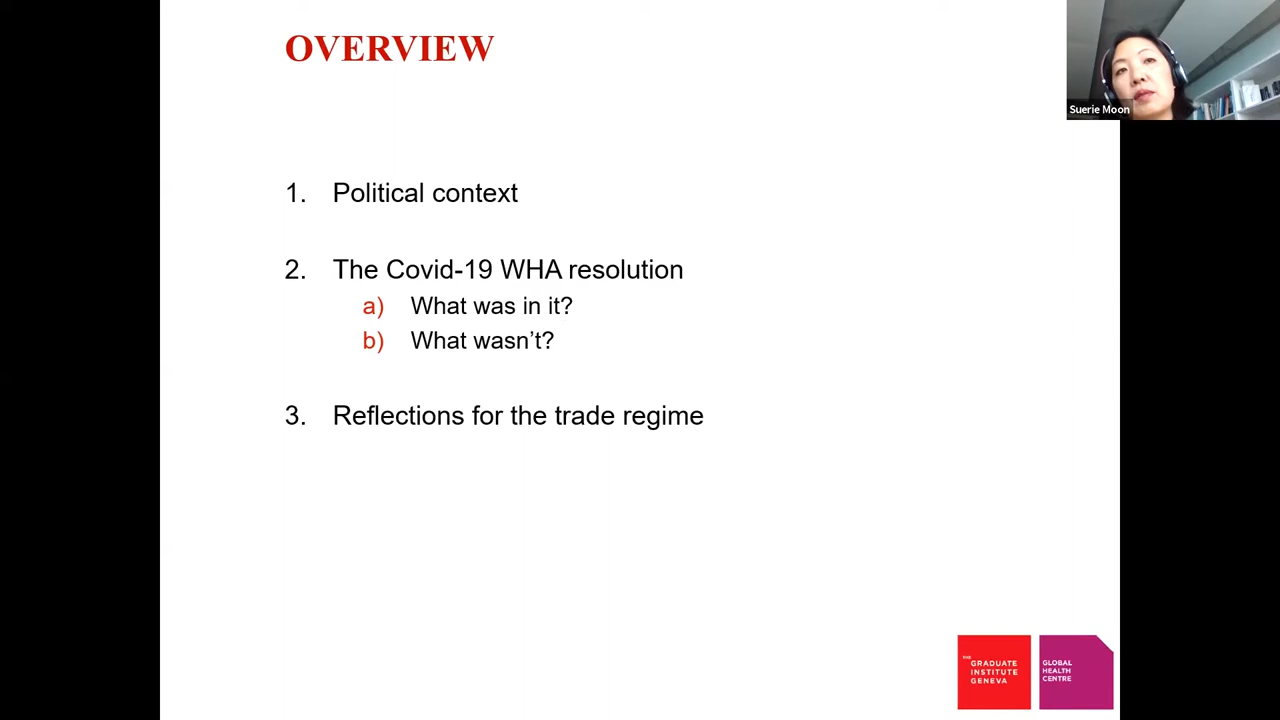 OVERVIEW
Suerie Moon
1. Political context
2. The Covid-19 WHA resolution
a) What was in it?
b) What wasn’t?
3. Reflections for the trade regime
THE
GRADUATE
INSTITUTE
GENEVA
GLOBAL
HEALTH
CENTRE